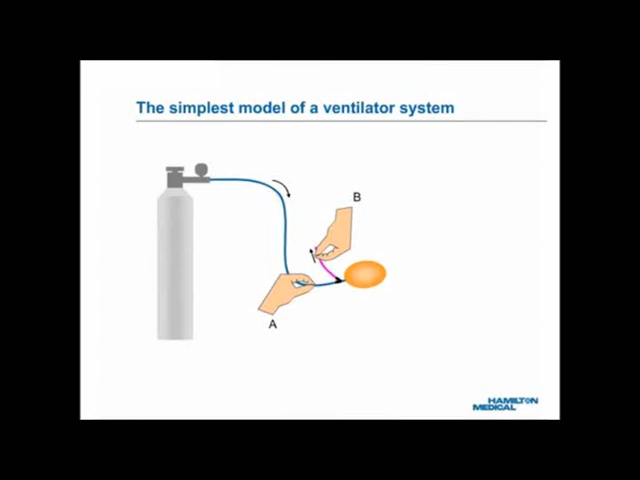 The simplest model of a ventilator system
B
A
HAMILTON
MEDICAL